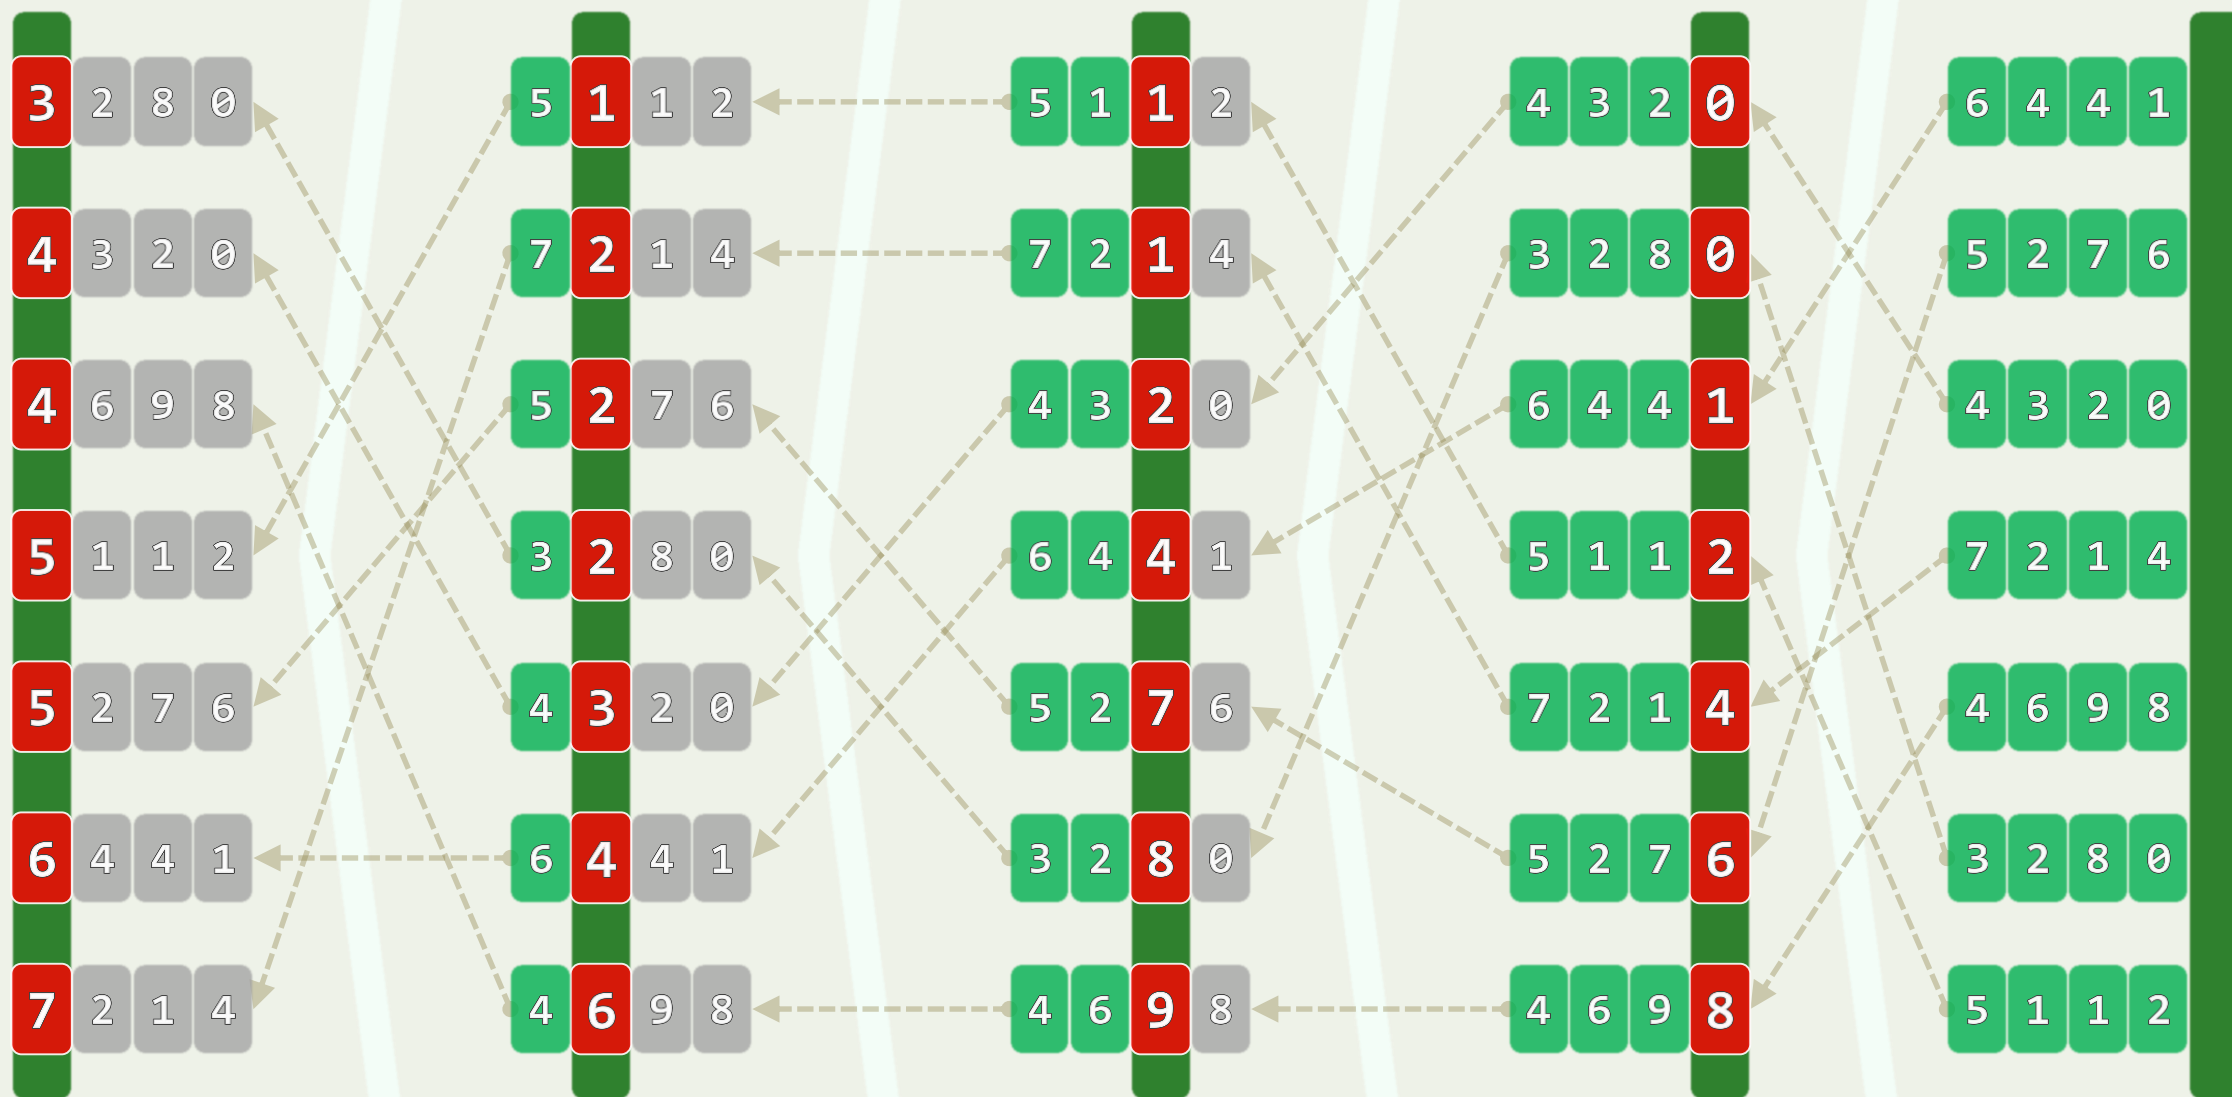 3280 5112 5112 4320 6441
4320 7214 7214 3280 5276
4698 5276 4320 6441 4320
5112 3280 6441 5112 7214
5276 4320 5276 7214 4698
6441 6441 3280 5276 3280
7214 4698 4698 4698 5112